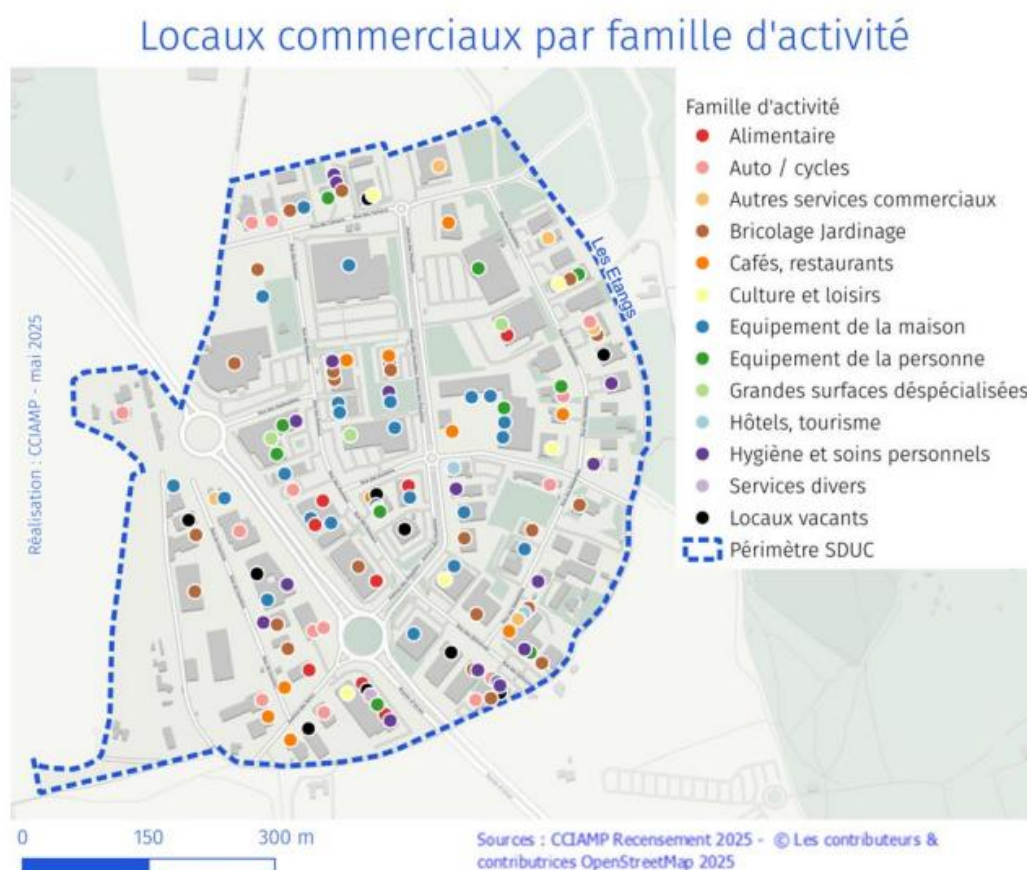 Locaux commerciaux par famille d'activité
Famille d'activité
Alimentaire
Auto / cycles
Autres services commerciaux
Bricolage Jardinage
Cafés, restaurants
Culture et loisirs
Equipement de la maison
Equipement de la personne
Grandes surfaces déspécialisées
Hôtels, tourisme
Hygiène et soins personnels
Services divers
Locaux vacants
Périmètre SDUC
Les Etangs
Réalisation : CCIAMP - mai 2025
0 150 300 m
Sources : CCIAMP Recensement 2025 - © Les contributeurs &
contributrices OpenStreetMap 2025